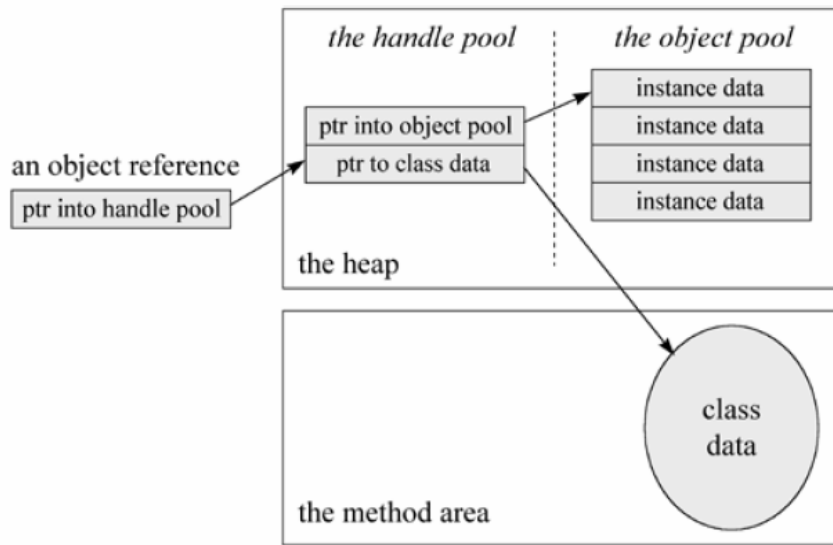 the handle pool
the object pool
instance data
ptr into object pool
instance data
an object reference
ptr to class data
instance data
ptr into handle pool
instance data
the heap
class
data
the method area